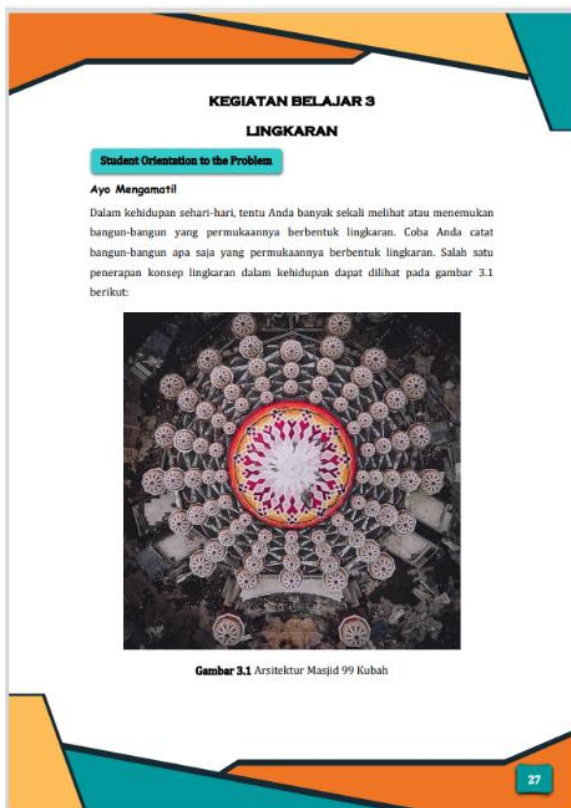 KEGIATAN BELAJAR 3
LINGKARAN
Student Orientation to the Problem
Ayo Mengamati!
Dalam kehidupan sehari-hari, tentu Anda banyak sekali melihat atau menemukan
bangun-bangun yang permukaannya berbentuk lingkaran. Coba Anda catat
bangun-bangun apa saja yang permukaannya berbentuk lingkaran. Salah satu
penerapan konsep lingkaran dalam kehidupan dapat dilihat pada gambar 3.1
berikut:
Gambar 3.1 Arsitektur Masjid 99 Kubah
27